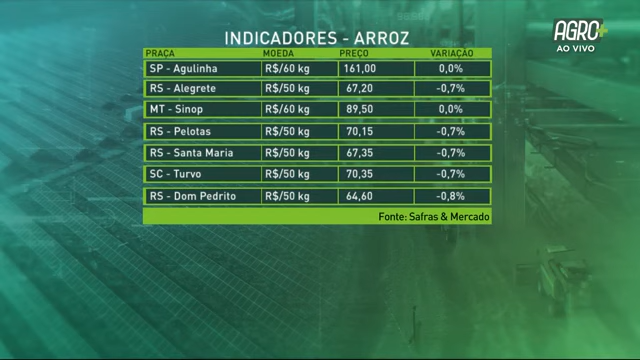 INDICADORES - ARROZ
AGRO+
AO VIVO
PRAÇA MOEDA PREÇO VARIAÇÃO
SP - Agulinha R$/60 kg 161,00 0,0%
RS - Alegrete R$/50 kg 67,20 -0,7%
MT - Sinop R$/60 kg 89,50 0,0%
RS - Pelotas R$/50 kg 70,15 -0,7%
RS - Santa Maria R$/50 kg 67,35 -0,7%
SC - Turvo R$/50 kg 70,35 -0,7%
RS - Dom Pedrito R$/50 kg 64,60 -0,8%
Fonte: Safras & Mercado